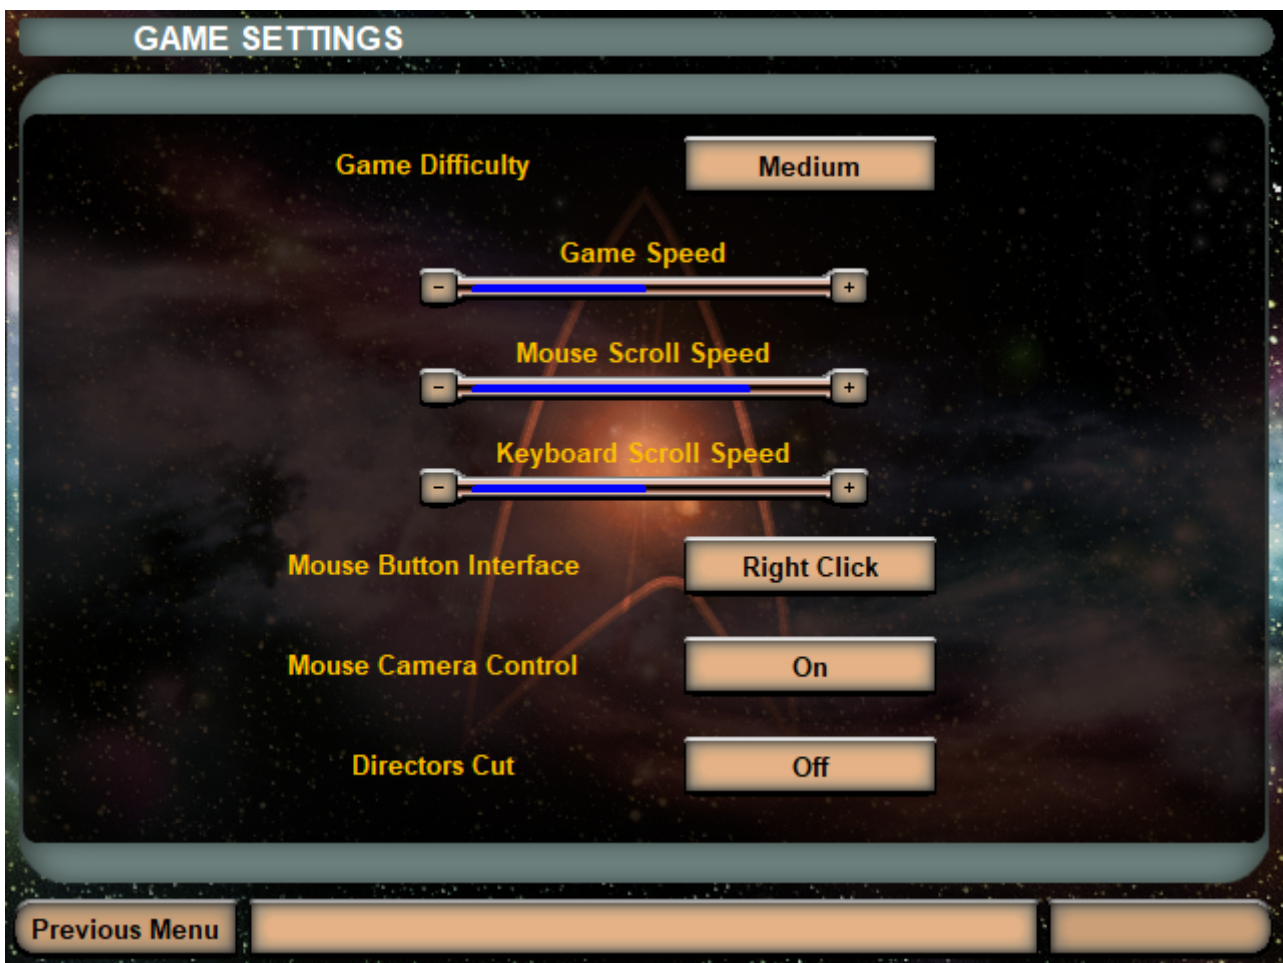 GAME SETTINGS
Game Difficulty Medium
Game Speed
- +
Mouse Scroll Speed
- +
Keyboard Scroll Speed
- +
Mouse Button Interface Right Click
Mouse Camera Control On
Directors Cut Off
Previous Menu